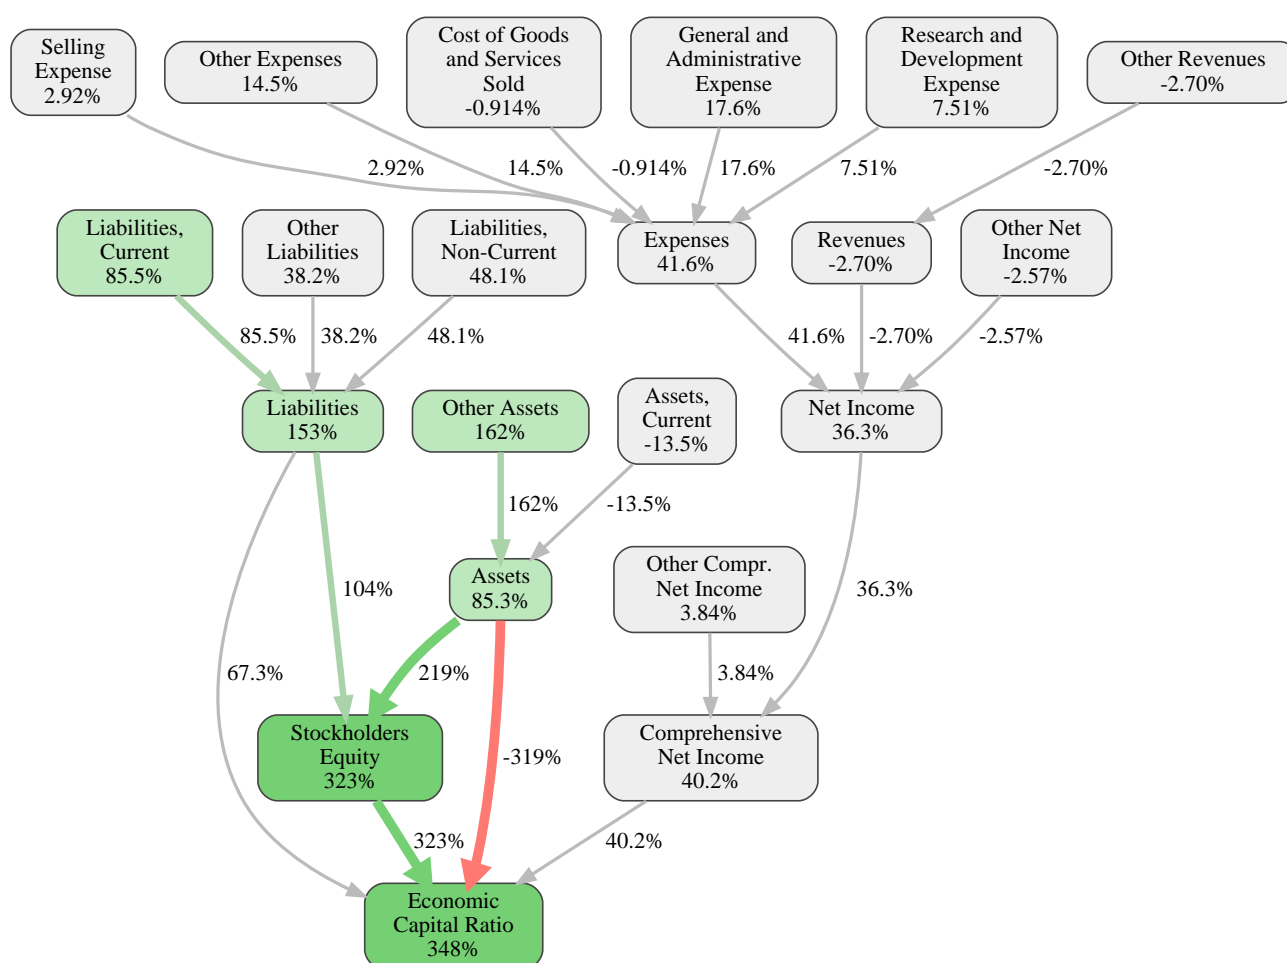 Selling
Expense
2.92%
Other Expenses
14.5%
Cost of Goods
and Services
Sold
-0.914%
General and
Administrative
Expense
17.6%
Research and
Development
Expense
7.51%
Other Revenues
-2.70%
2.92%
14.5%
-0.914%
17.6%
7.51%
-2.70%
Liabilities,
Current
85.5%
Other
Liabilities
38.2%
Liabilities,
Non-Current
48.1%
Expenses
41.6%
Revenues
-2.70%
Other Net
Income
-2.57%
85.5%
38.2%
48.1%
41.6%
-2.70%
-2.57%
Liabilities
153%
Other Assets
162%
Assets,
Current
-13.5%
Net Income
36.3%
162%
-13.5%
Assets
85.3%
Other Compr.
Net Income
3.84%
104%
36.3%
67.3%
219%
3.84%
Stockholders
Equity
323%
-319%
Comprehensive
Net Income
40.2%
323%
40.2%
Economic
Capital Ratio
348%